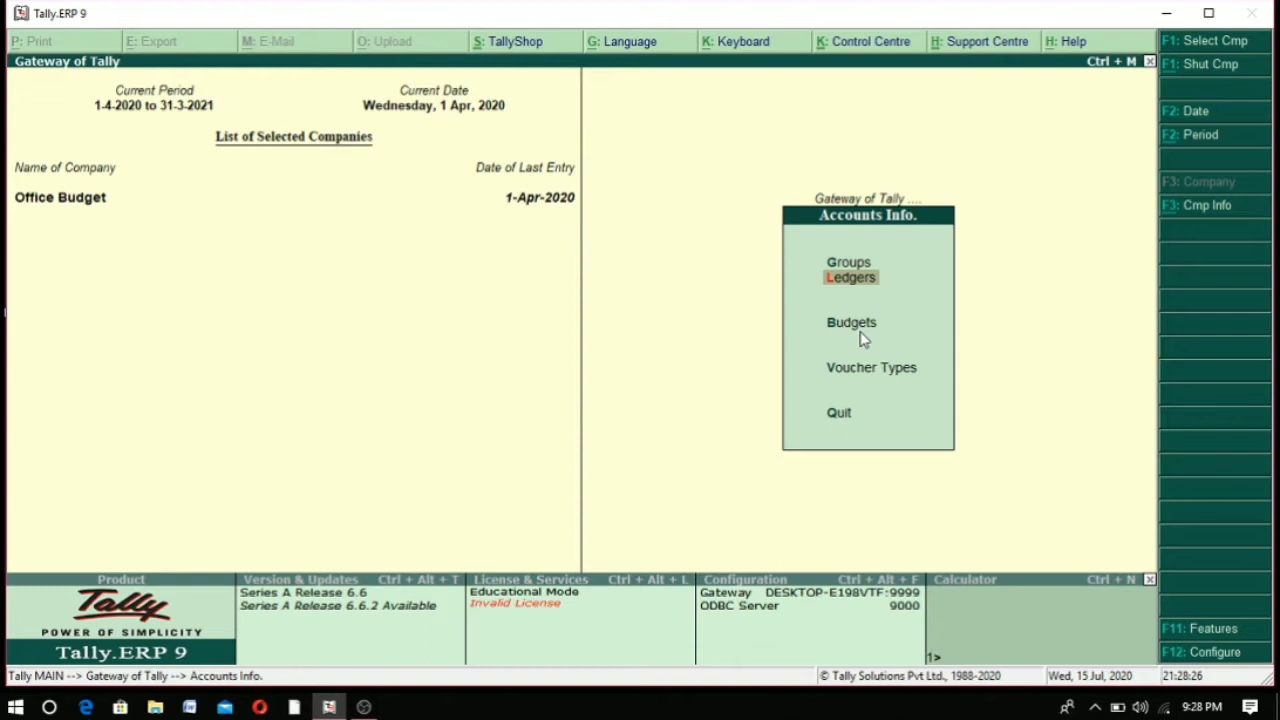 Tally.ERP 9
P: Print
E: Export
M: E-Mail
O: Upload
S: TallyShop
G: Language
K: Keyboard
K: Control Centre
H: Support Centre
H: Help
F1: Select Cmp
F1: Shut Cmp
F2: Date
F2: Period
F3: Company
F3: Cmp Info
F11: Features
F12: Configure
Gateway of Tally
Ctrl + M
Current Period
1-4-2020 to 31-3-2021
Current Date
Wednesday, 1 Apr, 2020
List of Selected Companies
Name of Company
Date of Last Entry
Office Budget
1-Apr-2020
Gateway of Tally ....
Accounts Info.
Groups
Ledgers
Budgets
Voucher Types
Quit
Product
Tally
POWER OF SIMPLICITY
Tally.ERP 9
Version & Updates Ctrl + Alt + T
Series A Release 6.6
Series A Release 6.6.2 Available
License & Services Ctrl + Alt + L
Educational Mode
Invalid License
Configuration Ctrl + Alt + F
Gateway DESKTOP-E198VTF:9999
ODBC Server 9000
Calculator Ctrl + N
1>
Tally MAIN --> Gateway of Tally --> Accounts Info.
© Tally Solutions Pvt Ltd., 1988-2020
Wed, 15 Jul, 2020
21:28:26
9:28 PM